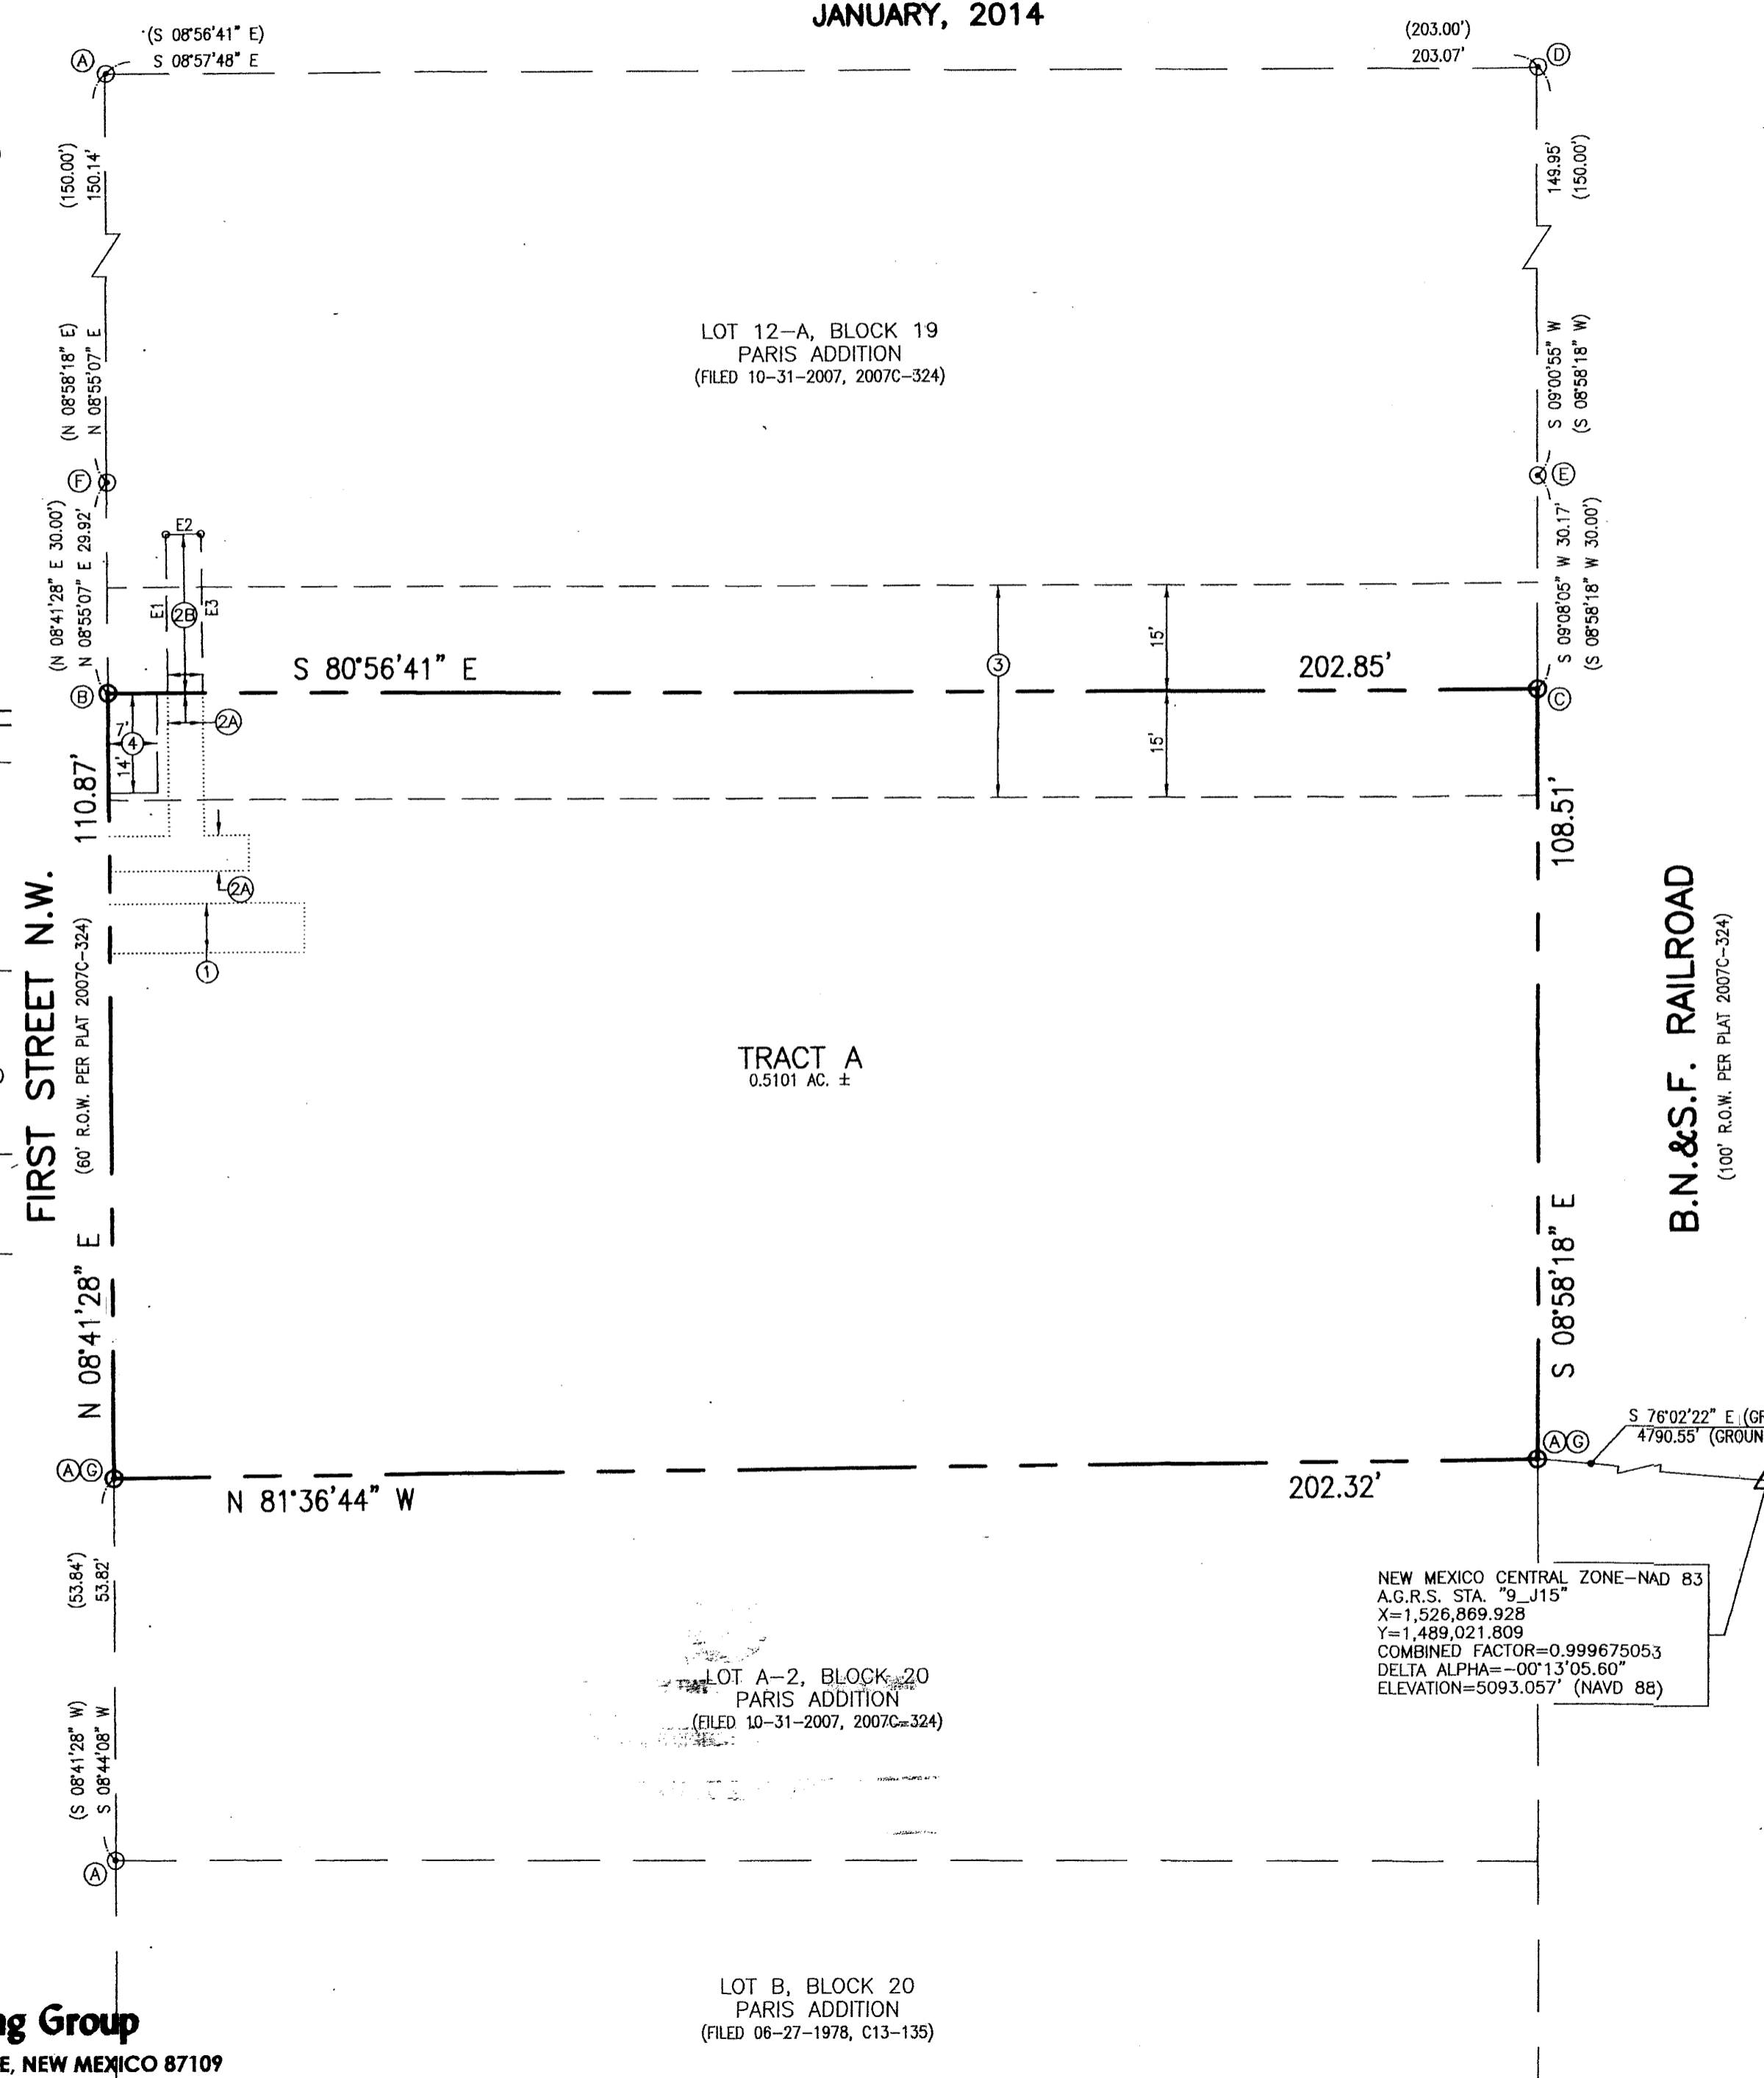 JANUARY, 2014
(S 08°56'41" E)
S 08°57'48" E
(203.00')
203.07'
A
D
(150.00')
150.14'
149.95'
(150.00')
LOT 12-A, BLOCK 19
PARIS ADDITION
(FILED 10-31-2007, 2007C-324)
(N 08°58'18" E)
N 08°55'07" E
S 09°00'55" W
(S 08°58'18" W)
F
E
(N 08°41'28" E 30.00')
N 08°55'07" E 29.92'
S 09°08'05" W 30.17'
(S 08°58'18" W 30.00')
E2
E1
2B
E3
15'
3
S 80°56'41" E
202.85'
B
C
2A
7'
4
14'
15'
110.87'
108.51'
2A
1
FIRST STREET N.W.
(60' R.O.W. PER PLAT 2007C-324)
B.N.&S.F. RAILROAD
(100' R.O.W. PER PLAT 2007C-324)
TRACT A
0.5101 AC. ±
N 08°41'28" E
S 08°58'18" E
S 76°02'22" E (GR
4790.55' (GROUN
A G
A G
N 81°36'44" W
202.32'
(53.84')
53.82'
NEW MEXICO CENTRAL ZONE-NAD 83
A.G.R.S. STA. "9_J15"
X=1,526,869.928
Y=1,489,021.809
COMBINED FACTOR=0.999675053
DELTA ALPHA=-00°13'05.60"
ELEVATION=5093.057' (NAVD 88)
LOT A-2, BLOCK 20
PARIS ADDITION
(FILED 10-31-2007, 2007C-324)
(S 08°41'28" W)
S 08°44'08" W
A
LOT B, BLOCK 20
PARIS ADDITION
(FILED 06-27-1978, C13-135)
ng Group
E, NEW MEXICO 87109